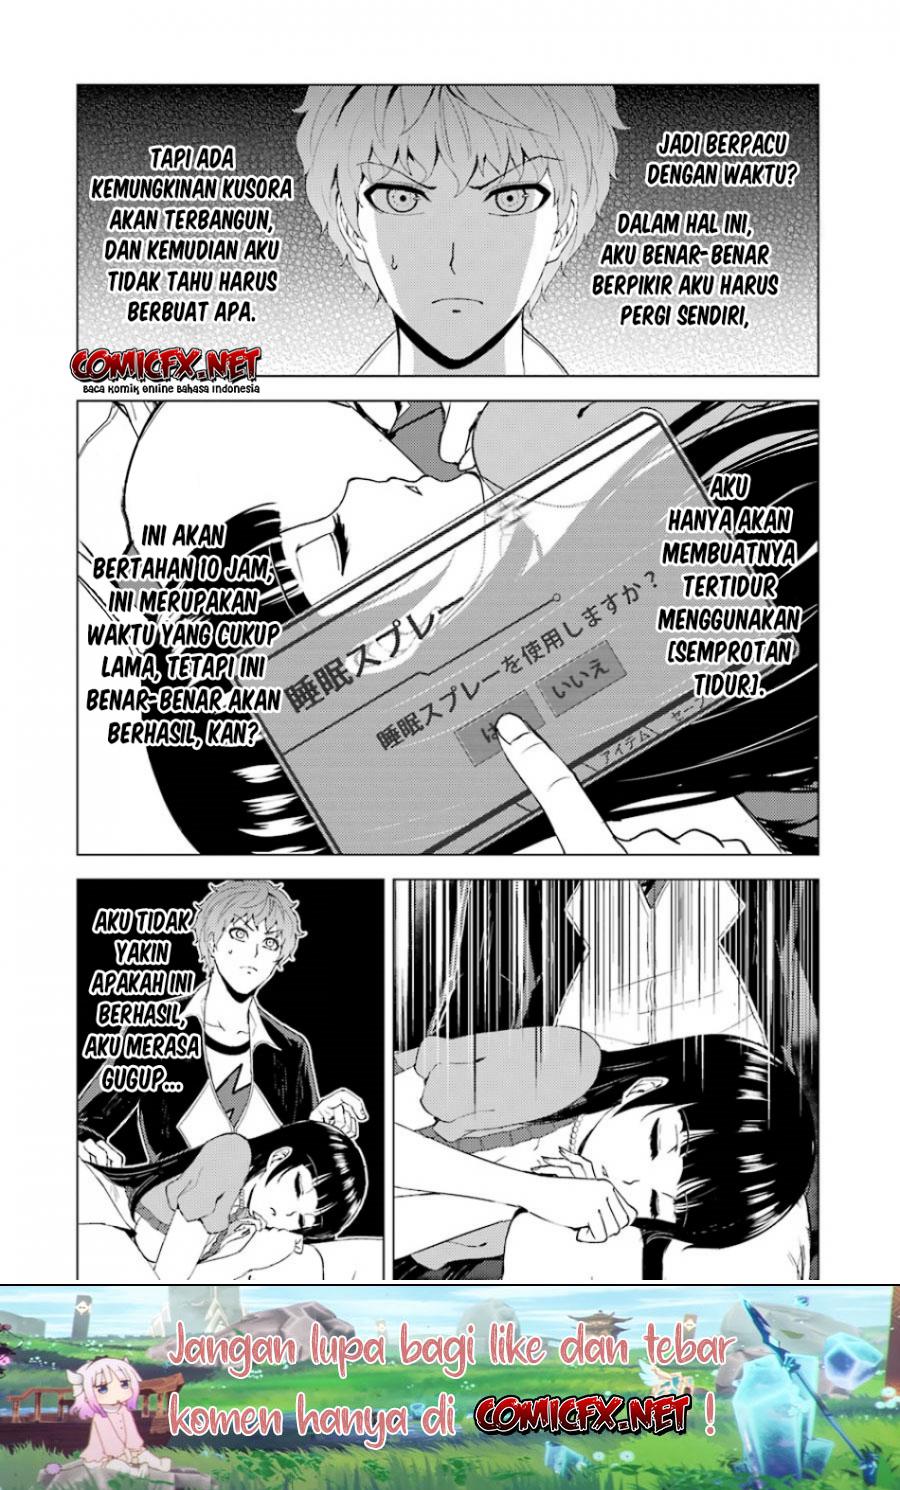 JADI BERPACU
DENGAN WAKTU?
DALAM HAL INI,
AKU BENAR-BENAR
BERPIKIR AKU HARUS
PERGI SENDIRI,
TAPI ADA
KEMUNGKINAN KUSORA
AKAN TERBANGUN,
DAN KEMUDIAN AKU
TIDAK TAHU HARUS
BERBUAT APA.
COMICFX.NET
Baca Komik Online Bahasa Indonesia
AKU
HANYA AKAN
MEMBUATNYA
TERTIDUR
MENGGUNAKAN
[SEMPROTAN
TIDUR].
睡眠スプレー
睡眠スプレーを使用しますか?
は
いいえ
アイテム
セーブ
INI AKAN
BERTAHAN 10 JAM,
INI MERUPAKAN
WAKTU YANG CUKUP
LAMA, TETAPI INI
BENAR-BENAR AKAN
BERHASIL, KAN?
AKU TIDAK
YAKIN
APAKAH INI
BERHASIL,
AKU MERASA
GUGUP...
Jangan lupa bagi like dan tebar
komen hanya di COMICFX.NET !